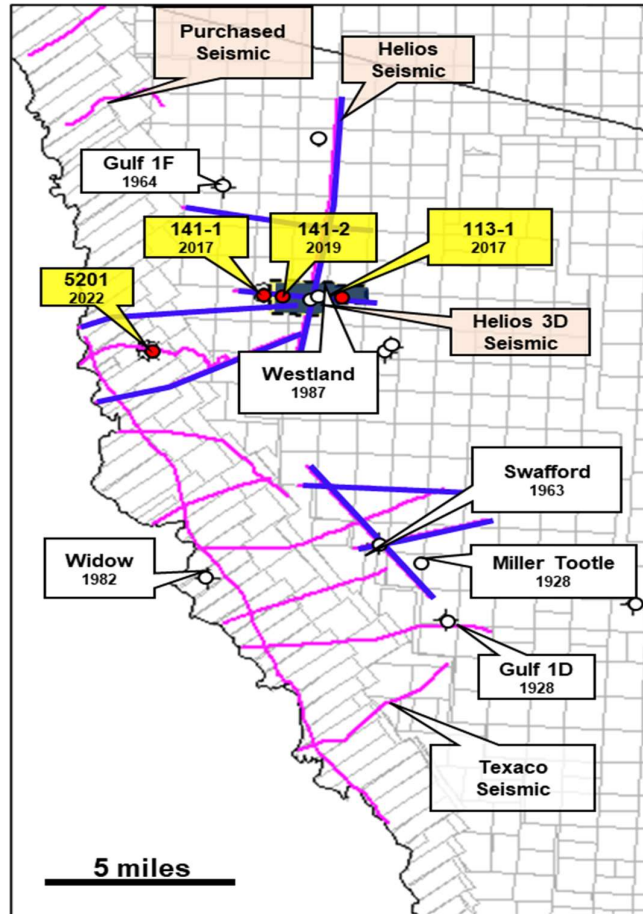 Purchased
Seismic
Helios
Seismic
Gulf 1F
1964
141-1
2017
141-2
2019
113-1
2017
5201
2022
Helios 3D
Seismic
Westland
1987
Swafford
1963
Widow
1982
Miller Tootle
1928
Gulf 1D
1928
Texaco
Seismic
5 miles